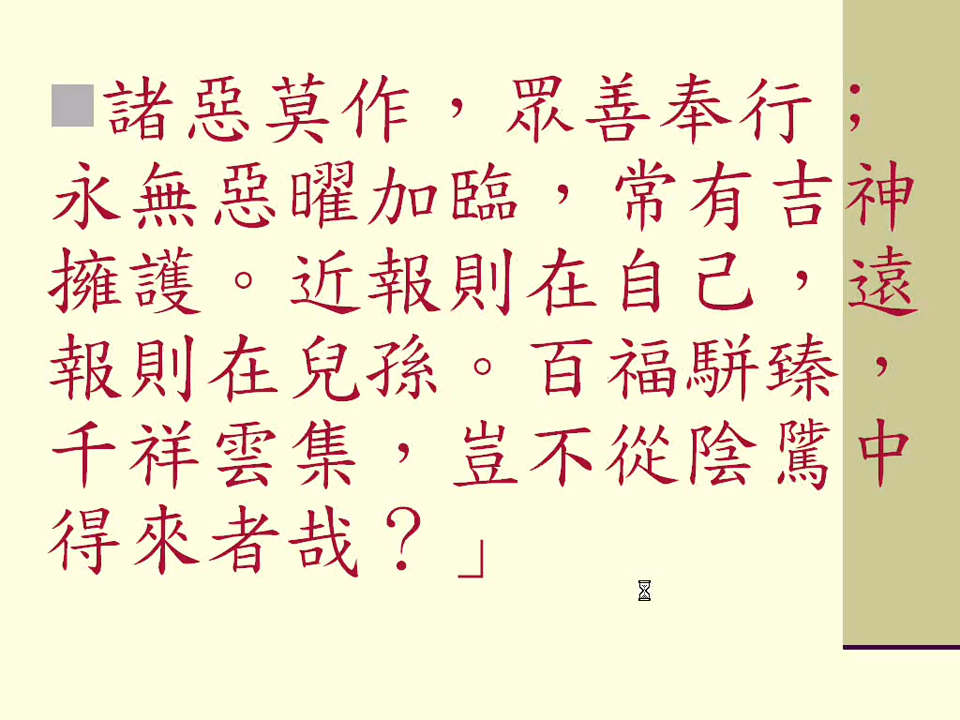 諸惡莫作，眾善奉行；
永無惡曜加臨，常有吉神
擁護。近報則在自己，遠
報則在兒孫。百福駢臻，
千祥雲集，豈不從陰騭中
得來者哉？」